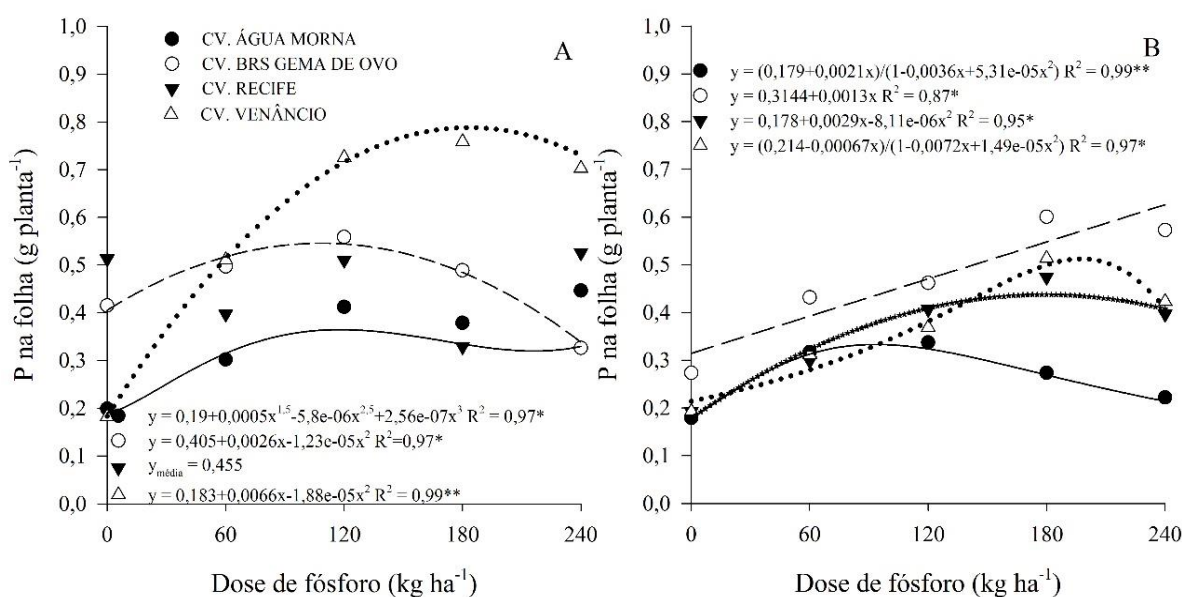 1,0
0,9
0,8
0,7
0,6
0,5
0,4
0,3
0,2
0,1
0,0
P na folha (g planta⁻¹)
CV. ÁGUA MORNA
CV. BRS GEMA DE OVO
CV. RECIFE
CV. VENÂNCIO
A
y = 0,19+0,0005x^1,5-5,8e-06x^2,5+2,56e-07x³ R² = 0,97*
y = 0,405+0,0026x-1,23e-05x² R²=0,97*
y média = 0,455
y = 0,183+0,0066x-1,88e-05x² R² = 0,99**
0 60 120 180 240
Dose de fósforo (kg ha⁻¹)
1,0
0,9
0,8
0,7
0,6
0,5
0,4
0,3
0,2
0,1
0,0
P na folha (g planta⁻¹)
B
y = (0,179+0,0021x)/(1-0,0036x+5,31e-05x²) R² = 0,99**
y = 0,3144+0,0013x R² = 0,87*
y = 0,178+0,0029x-8,11e-06x² R² = 0,95*
y = (0,214-0,00067x)/(1-0,0072x+1,49e-05x²) R² = 0,97*
0 60 120 180 240
Dose de fósforo (kg ha⁻¹)